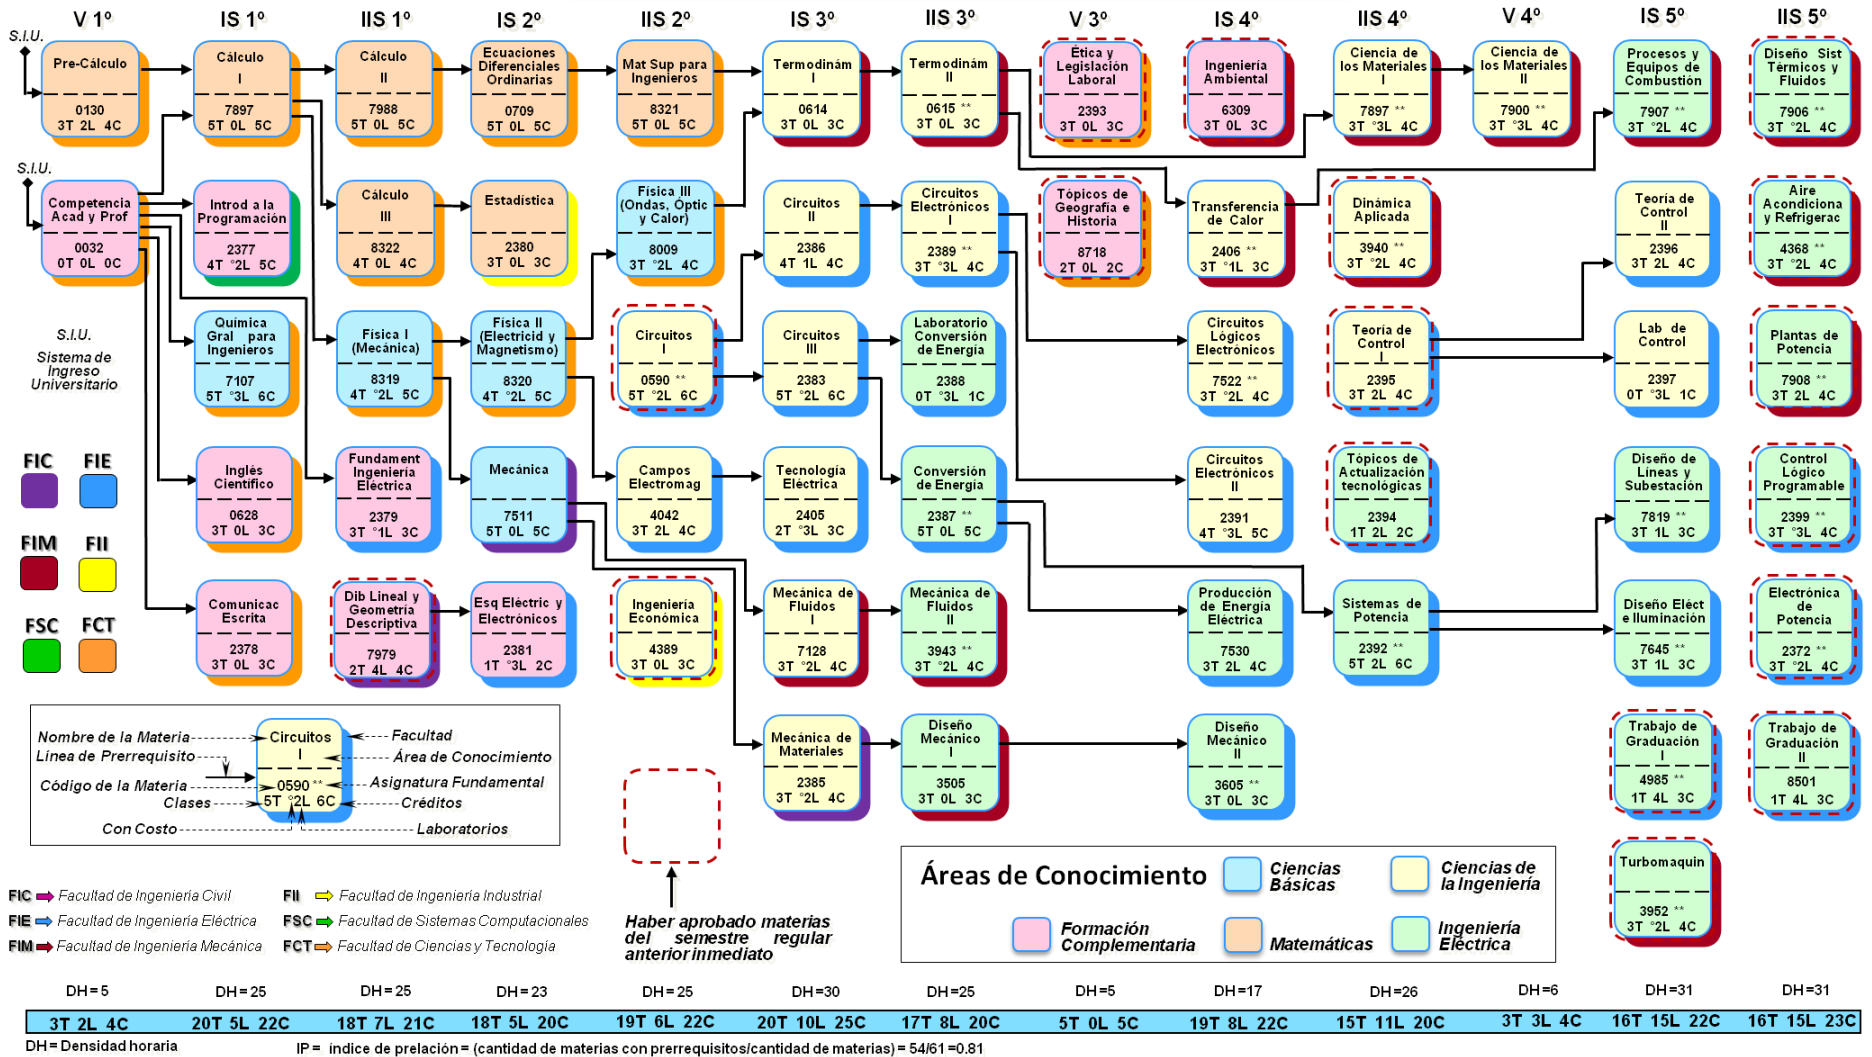 V 1º
IS 1º
IIS 1º
IS 2º
IIS 2º
IS 3º
IIS 3º
V 3º
IS 4º
IIS 4º
V 4º
IS 5º
IIS 5º
S.I.U.
Pre-Cálculo
0130
3T 2L 4C
Cálculo
I
7897
5T 0L 5C
Cálculo
II
7988
5T 0L 5C
Ecuaciones
Diferenciales
Ordinarias
0709
5T 0L 5C
Mat Sup para
Ingenieros
8321
5T 0L 5C
Termodinám
I
0614
3T 0L 3C
Termodinám
II
0615 **
3T 0L 3C
Ética y
Legislación
Laboral
2393
3T 0L 3C
Ingeniería
Ambiental
6309
3T 0L 3C
Ciencia de
los Materiales
I
7897 **
3T °3L 4C
Ciencia de
los Materiales
II
7900 **
3T °3L 4C
Procesos y
Equipos de
Combustión
7907 **
3T °2L 4C
Diseño Sist
Térmicos y
Fluidos
7906 **
3T °2L 4C
S.I.U.
Competencia
Acad y Prof
0032
0T 0L 0C
Introd a la
Programación
2377
4T °2L 5C
Cálculo
III
8322
4T 0L 4C
Estadística
2380
3T 0L 3C
Física III
(Ondas, Óptic
y Calor)
8009
3T °2L 4C
Circuitos
II
2386
4T 1L 4C
Circuitos
Electrónicos
I
2389 **
3T °3L 4C
Tópicos de
Geografía e
Historia
8718
2T 0L 2C
Transferencia
de Calor
2406 **
3T °1L 3C
Dinámica
Aplicada
3940 **
3T °2L 4C
Teoría de
Control
II
2396
3T 2L 4C
Aire
Acondiciona
y Refrigerac
4368 **
3T °2L 4C
S.I.U.
Sistema de
Ingreso
Universitario
Química
Gral para
Ingenieros
7107
5T °3L 6C
Física I
(Mecánica)
8319
4T °2L 5C
Física II
(Electricid y
Magnetismo)
8320
4T °2L 5C
Circuitos
I
0590 **
5T °2L 6C
Circuitos
III
2383
5T °2L 6C
Laboratorio
Conversión
de Energía
2388
0T °3L 1C
Circuitos
Lógicos
Electrónicos
7522 **
3T °2L 4C
Teoría de
Control
I
2395
3T 2L 4C
Lab de
Control
2397
0T °3L 1C
Plantas de
Potencia
7908 **
3T 2L 4C
FIC
FIE
FIM
FII
FSC
FCT
Inglés
Científico
0628
3T 0L 3C
Fundament
Ingeniería
Eléctrica
2379
3T °1L 3C
Mecánica
7511
5T 0L 5C
Campos
Electromag
4042
3T 2L 4C
Tecnología
Eléctrica
2405
2T °3L 3C
Conversión
de Energía
2387 **
5T 0L 5C
Circuitos
Electrónicos
II
2391
4T °3L 5C
Tópicos de
Actualización
tecnológicas
2394
1T 2L 2C
Diseño de
Líneas y
Subestación
7819 **
3T 1L 3C
Control
Lógico
Programable
2399 **
3T °3L 4C
Comunicac
Escrita
2378
3T 0L 3C
Dib Lineal y
Geometría
Descriptiva
7979
2T 4L 4C
Esq Eléctric y
Electrónicos
2381
1T °3L 2C
Ingeniería
Económica
4389
3T 0L 3C
Mecánica de
Fluidos
I
7128
3T °2L 4C
Mecánica de
Fluidos
II
3943 **
3T °2L 4C
Producción
de Energía
Eléctrica
7530
3T 2L 4C
Sistemas de
Potencia
2392 **
5T 2L 6C
Diseño Eléct
e Iluminación
7645 **
3T 1L 3C
Electrónica
de
Potencia
2372 **
3T °2L 4C
Mecánica de
Materiales
2385
3T °2L 4C
Diseño
Mecánico
I
3505
3T 0L 3C
Diseño
Mecánico
II
3605 **
3T 0L 3C
Trabajo de
Graduación
I
4985 **
1T 4L 3C
Trabajo de
Graduación
II
8501
1T 4L 3C
Turbomaquin
3952 **
3T °2L 4C
Nombre de la Materia
Línea de Prerrequisito
Código de la Materia
Clases
Con Costo
Circuitos
I
0590 **
5T °2L 6C
Facultad
Área de Conocimiento
Asignatura Fundamental
Créditos
Laboratorios
FIC Facultad de Ingeniería Civil
FIE Facultad de Ingeniería Eléctrica
FIM Facultad de Ingeniería Mecánica
FII Facultad de Ingeniería Industrial
FSC Facultad de Sistemas Computacionales
FCT Facultad de Ciencias y Tecnología
Haber aprobado materias
del semestre regular
anterior inmediato
Áreas de Conocimiento
Ciencias
Básicas
Ciencias de
la Ingeniería
Formación
Complementaria
Matemáticas
Ingeniería
Eléctrica
DH = 5
DH = 25
DH = 25
DH =23
DH = 25
DH =30
DH =25
DH = 5
DH =17
DH =26
DH =6
DH =31
DH =31
3T 2L 4C
20T 5L 22C
18T 7L 21C
18T 5L 20C
19T 6L 22C
20T 10L 25C
17T 8L 20C
5T 0L 5C
19T 8L 22C
15T 11L 20C
3T 3L 4C
16T 15L 22C
16T 15L 23C
DH = Densidad horaria
IP = índice de prelación = (cantidad de materias con prerrequisitos/cantidad de materias) = 54/61 =0.81